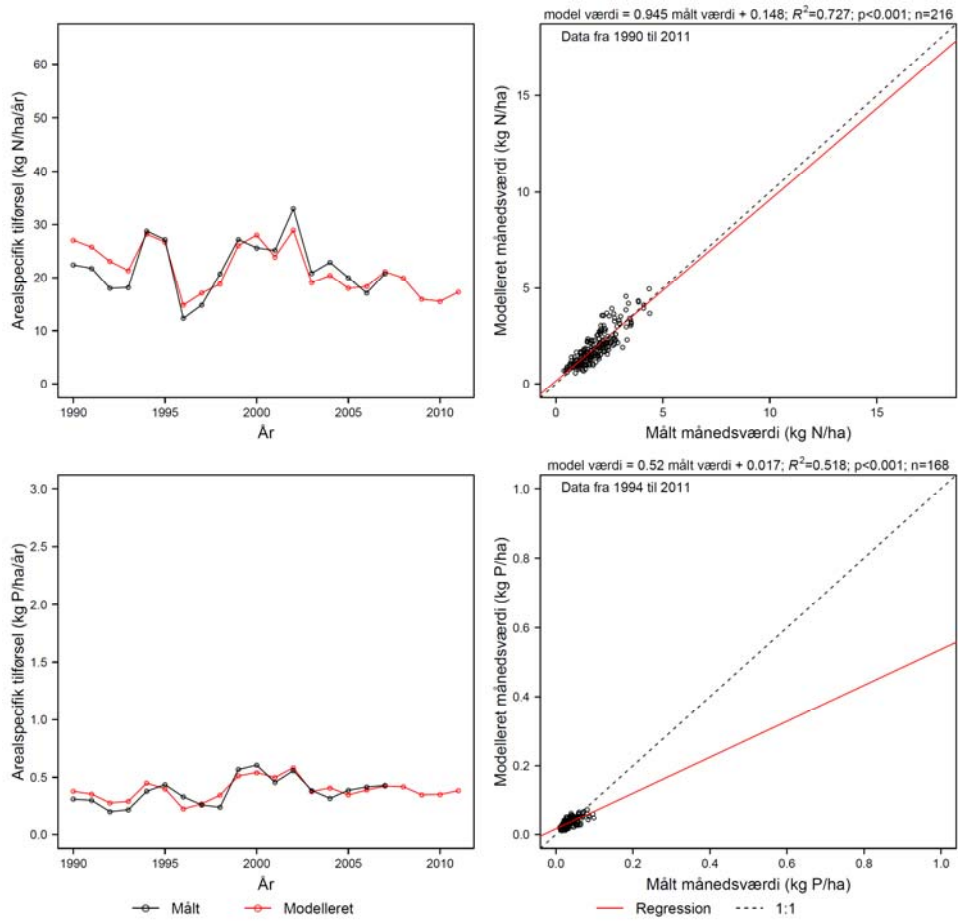 Arealspecifik tilførsel (kg N/ha/år)
60
50
40
30
20
10
0
1990 1995 2000 2005 2010
År
model værdi = 0.945 målt værdi + 0.148; R²=0.727; p<0.001; n=216
Data fra 1990 til 2011
Modelleret månedsværdi (kg N/ha)
15
10
5
0
0 5 10 15
Målt månedsværdi (kg N/ha)
Arealspecifik tilførsel (kg P/ha/år)
3.0
2.5
2.0
1.5
1.0
0.5
0.0
1990 1995 2000 2005 2010
År
model værdi = 0.52 målt værdi + 0.017; R²=0.518; p<0.001; n=168
Data fra 1994 til 2011
Modelleret månedsværdi (kg P/ha)
1.0
0.8
0.6
0.4
0.2
0.0
0.0 0.2 0.4 0.6 0.8 1.0
Målt månedsværdi (kg P/ha)
Målt Modelleret
Regression 1:1